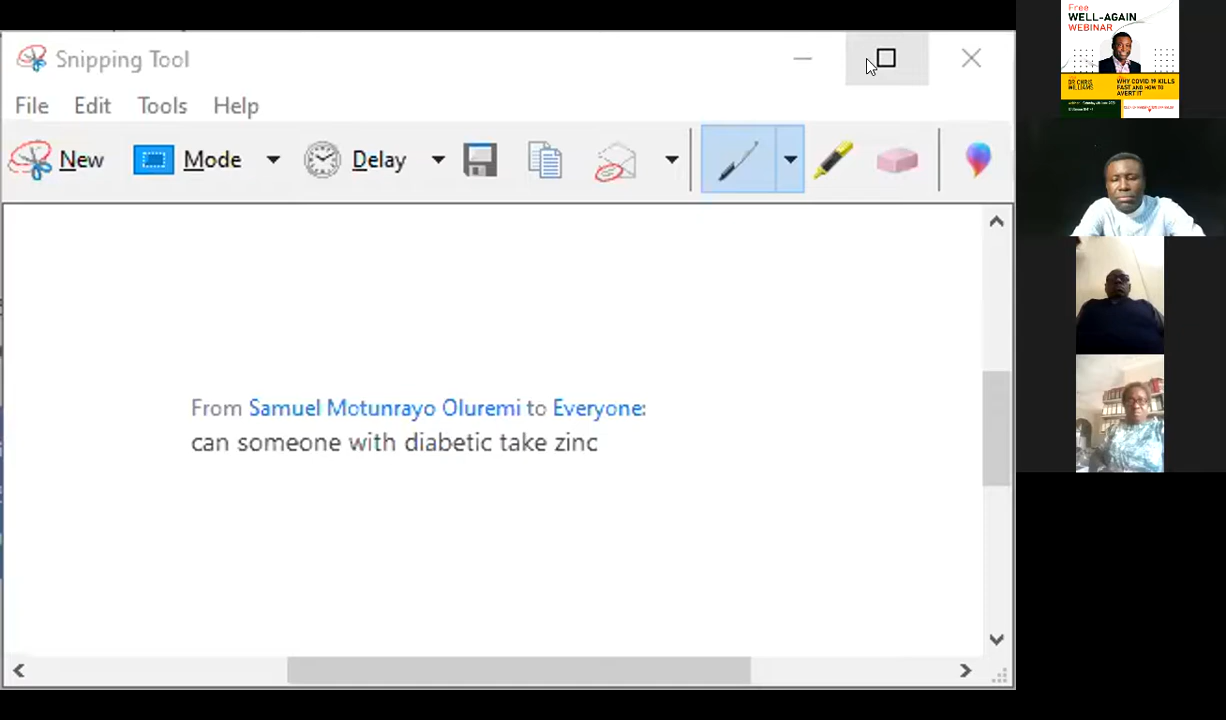 Snipping Tool
File Edit Tools Help
New Mode Delay
From Samuel Motunrayo Oluremi to Everyone:
can someone with diabetic take zinc
Free
WELL-AGAIN
WEBINAR
DR CHRIS
WILLIAMS
WHY COVID 19 KILLS
FAST AND HOW TO
AVERT IT